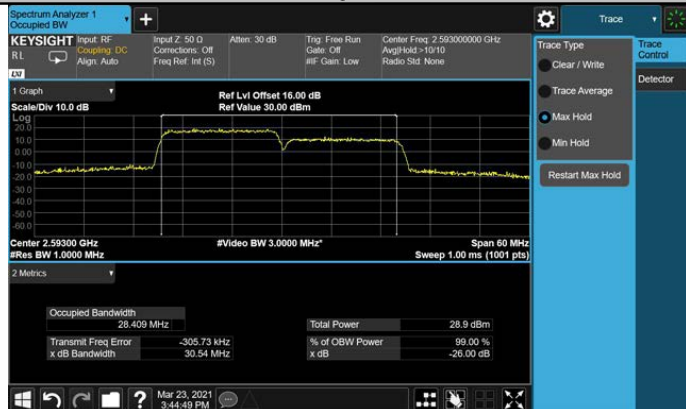 Spectrum Analyzer 1
Occupied BW
+
Trace
KEYSIGHT
RL
LXI
Input: RF
Coupling: DC
Align: Auto
Input Z: 50 Ω
Corrections: Off
Freq Ref: Int (S)
Atten: 30 dB
Trig: Free Run
Gate: Off
#IF Gain: Low
Center Freq: 2.593000000 GHz
Avg|Hold:>10/10
Radio Std: None
Trace Type
Clear / Write
Trace Average
Max Hold
Min Hold
Restart Max Hold
Trace
Control
Detector
1 Graph
Scale/Div 10.0 dB
Ref Lvl Offset 16.00 dB
Ref Value 30.00 dBm
Log
20.0
10.0
0.00
-10.0
-20.0
-30.0
-40.0
-50.0
-60.0
Center 2.59300 GHz
#Res BW 1.0000 MHz
#Video BW 3.0000 MHz*
Span 60 MHz
Sweep 1.00 ms (1001 pts)
2 Metrics
Occupied Bandwidth
28.409 MHz
Total Power 28.9 dBm
Transmit Freq Error -305.73 kHz
% of OBW Power 99.00 %
x dB Bandwidth 30.54 MHz
x dB -26.00 dB
?
Mar 23, 2021
3:44:49 PM